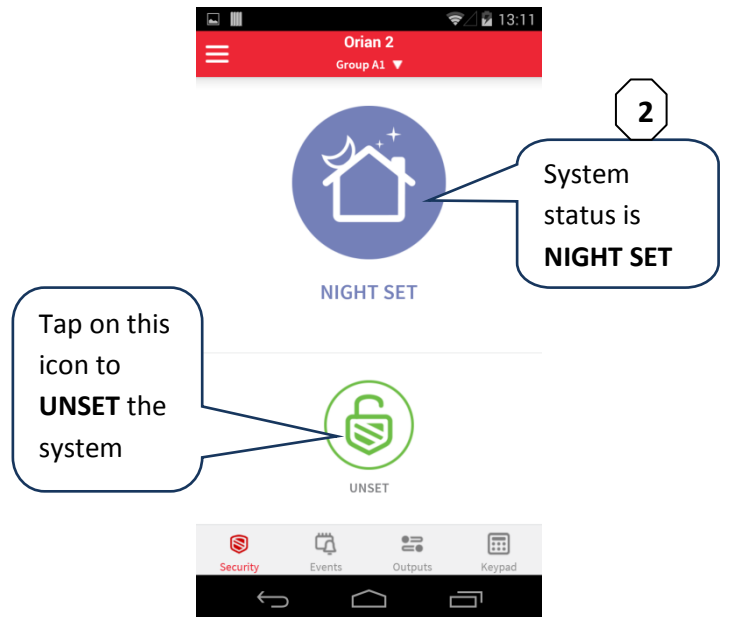 13:11
Orian 2
Group A1
2
System
status is
NIGHT SET
NIGHT SET
Tap on this
icon to
UNSET the
system
UNSET
Security Events Outputs Keypad